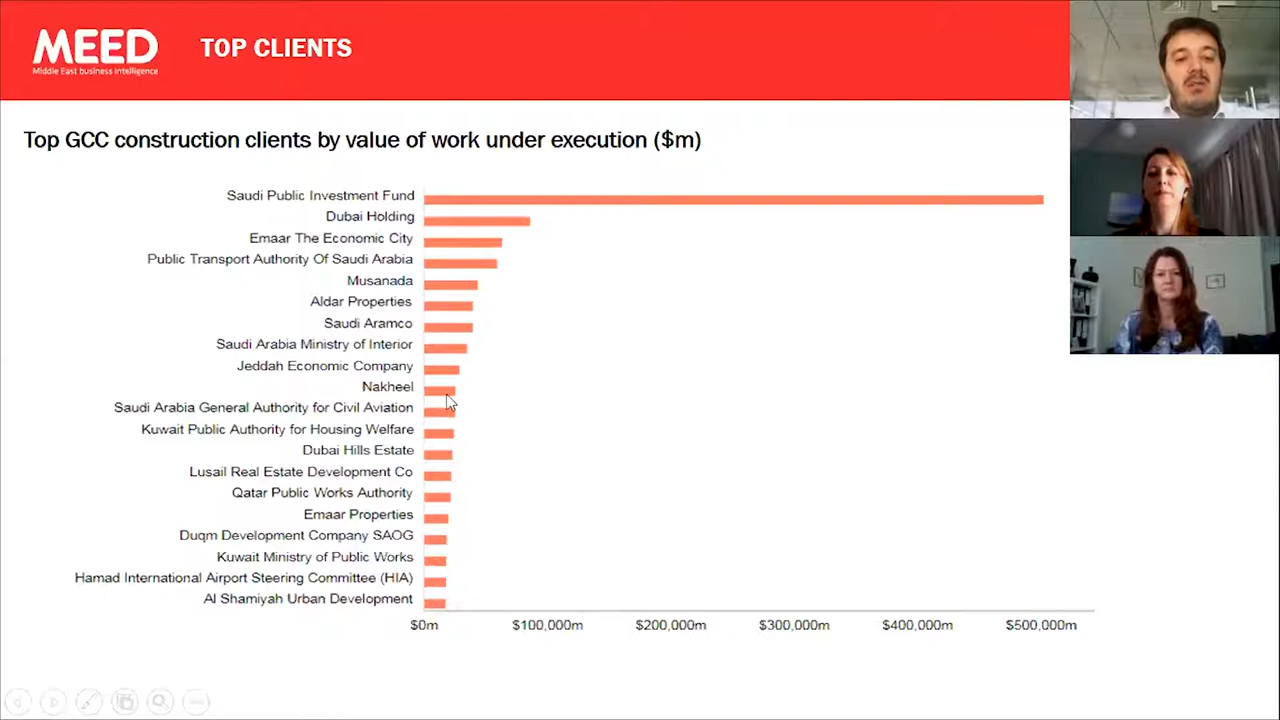 MEED
Middle East business intelligence
TOP CLIENTS
Top GCC construction clients by value of work under execution ($m)
Saudi Public Investment Fund
Dubai Holding
Emaar The Economic City
Public Transport Authority Of Saudi Arabia
Musanada
Aldar Properties
Saudi Aramco
Saudi Arabia Ministry of Interior
Jeddah Economic Company
Nakheel
Saudi Arabia General Authority for Civil Aviation
Kuwait Public Authority for Housing Welfare
Dubai Hills Estate
Lusail Real Estate Development Co
Qatar Public Works Authority
Emaar Properties
Duqm Development Company SAOG
Kuwait Ministry of Public Works
Hamad International Airport Steering Committee (HIA)
Al Shamiyah Urban Development
$0m $100,000m $200,000m $300,000m $400,000m $500,000m